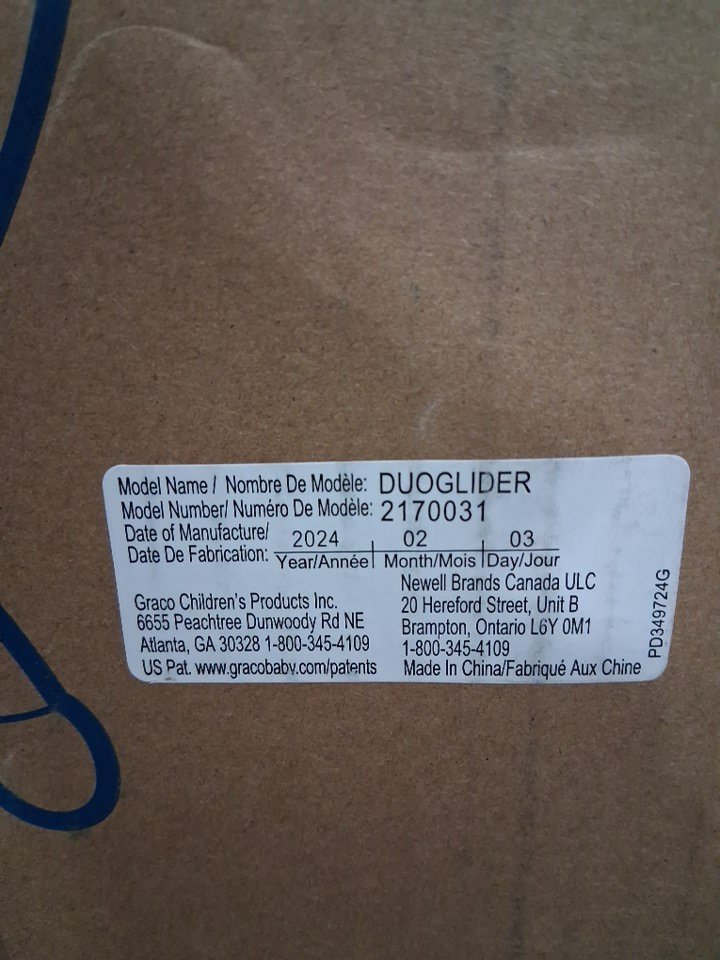 Model Name / Nombre De Modèle: DUOGLIDER
Model Number/ Numéro De Modèle: 2170031
Date of Manufacture/
Date De Fabrication: 2024 02 03
Year/Année Month/Mois Day/Jour
Graco Children's Products Inc.
6655 Peachtree Dunwoody Rd NE
Atlanta, GA 30328 1-800-345-4109
US Pat. www.gracobaby.com/patents
Newell Brands Canada ULC
20 Hereford Street, Unit B
Brampton, Ontario L6Y 0M1
1-800-345-4109
Made In China/Fabriqué Aux Chine
PD349724G